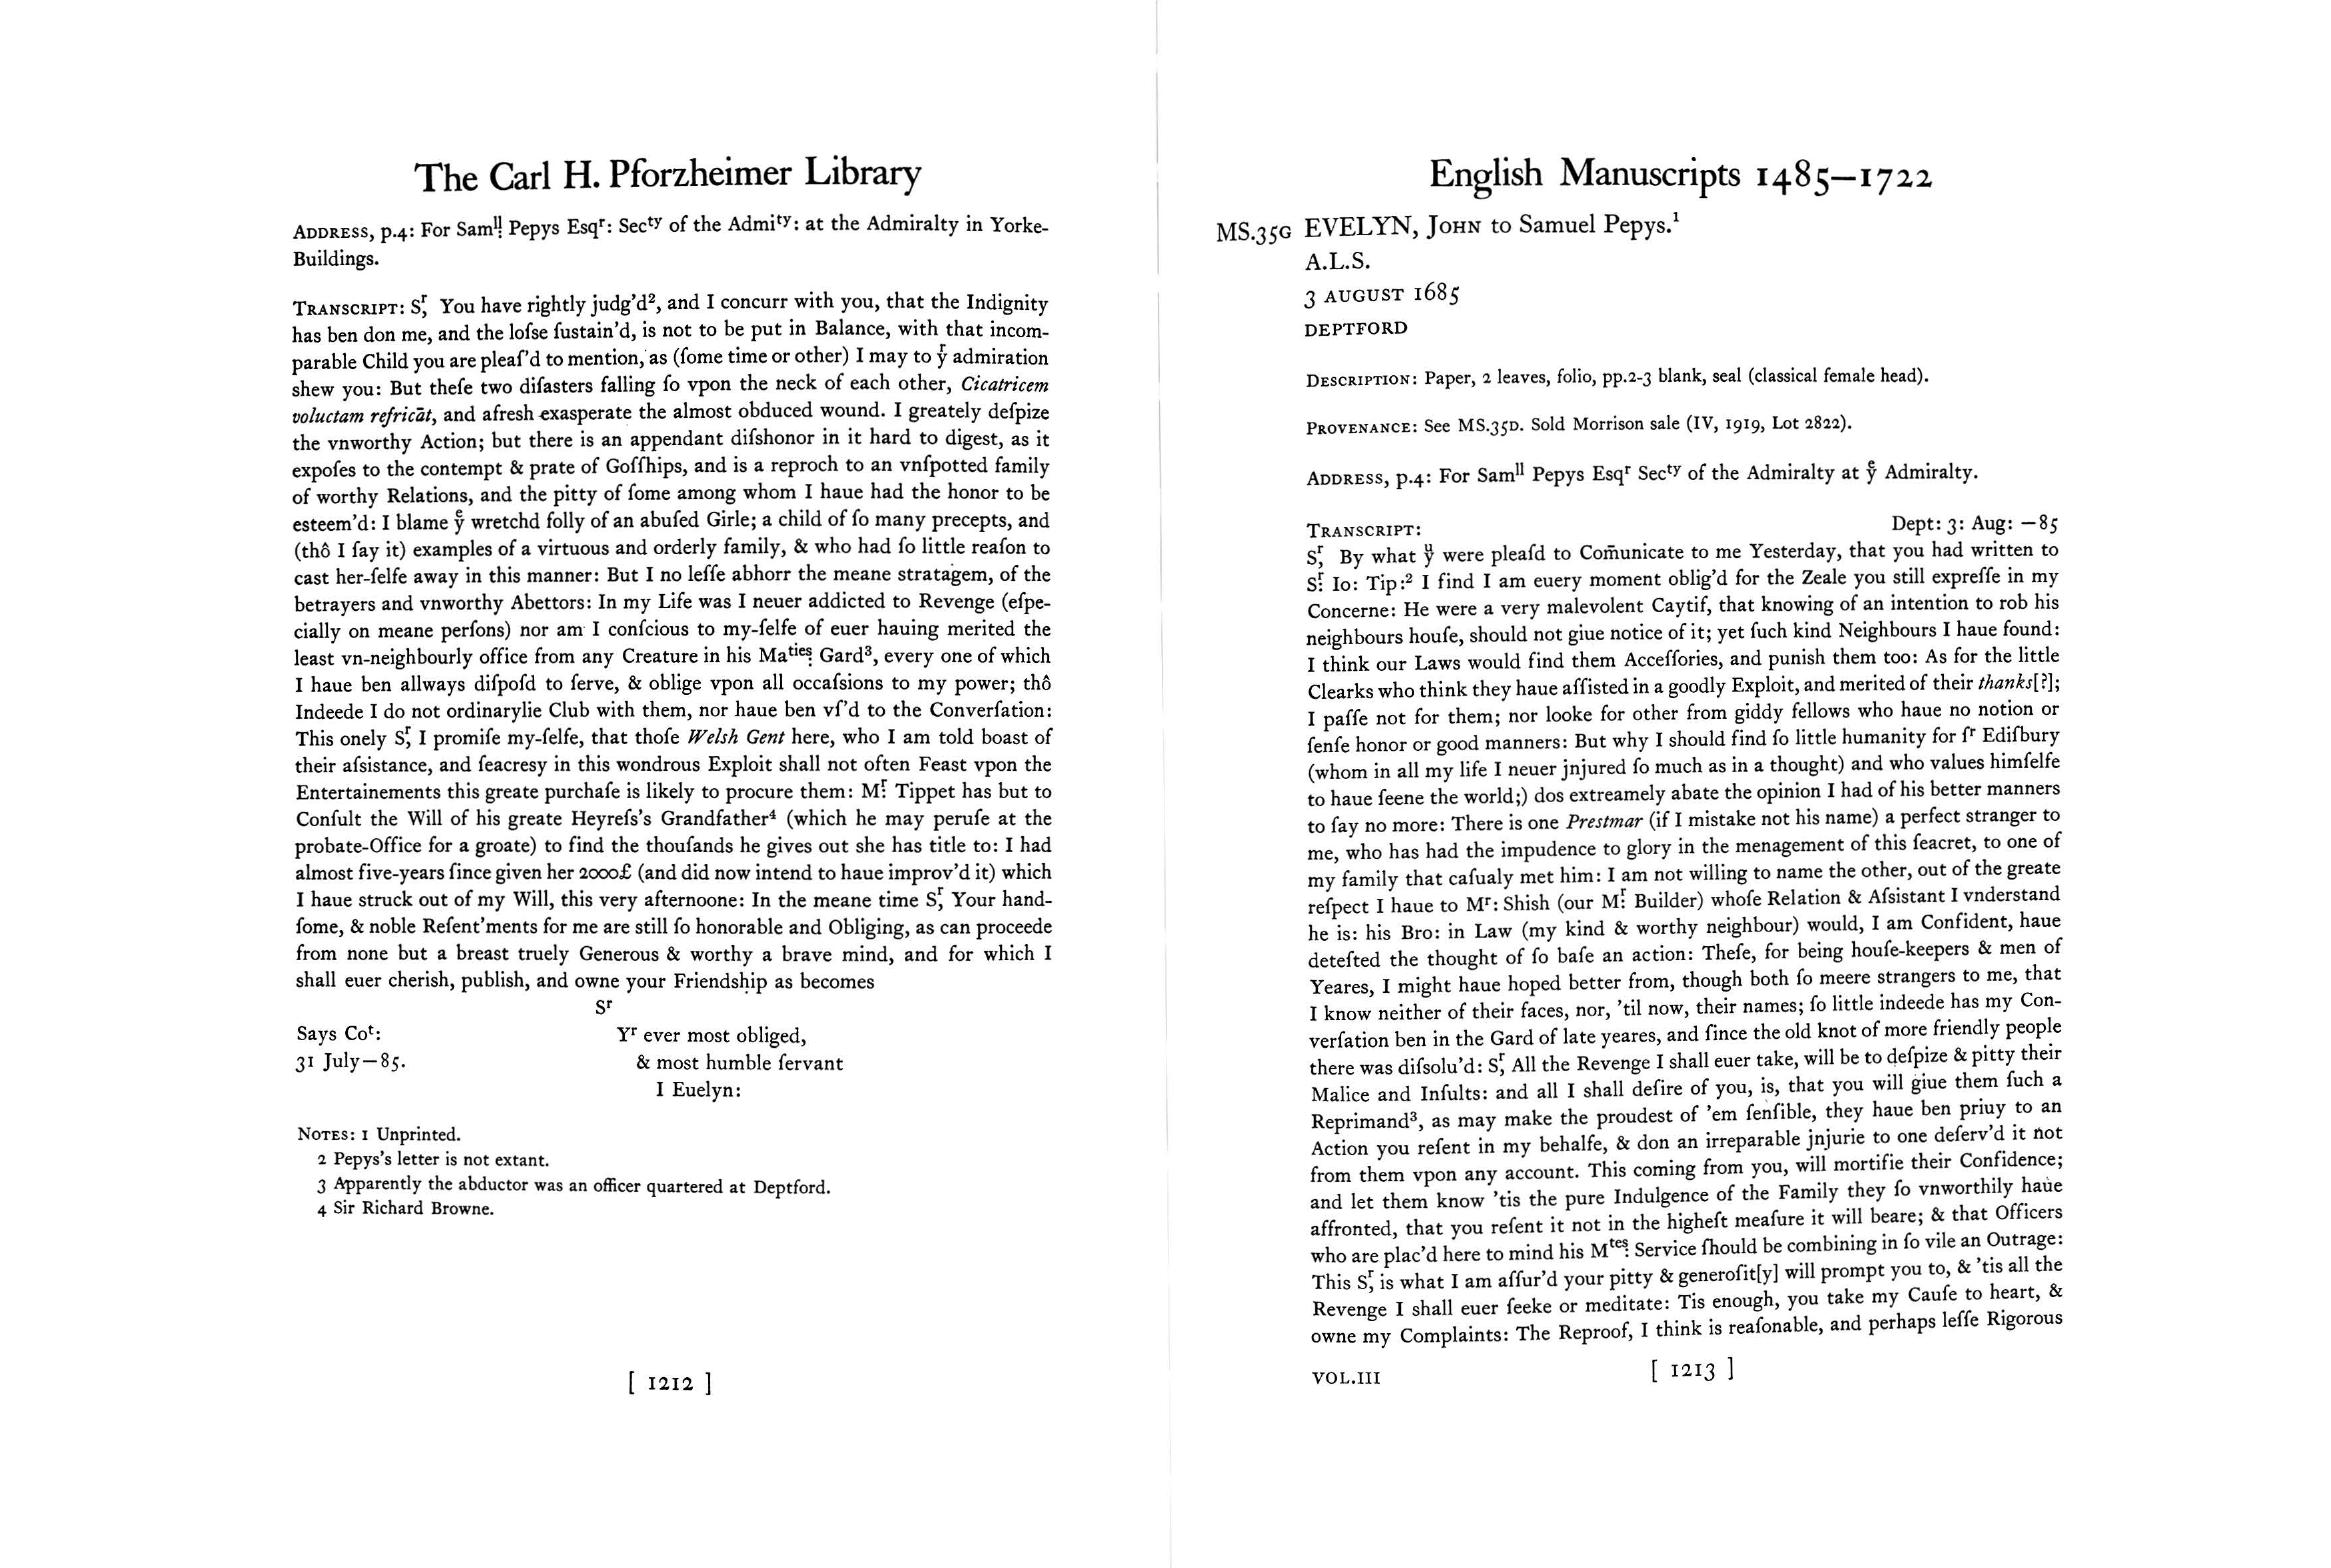 The Carl H. Pforzheimer Library
ADDRESS, p.4: For Samˡˡ: Pepys Esqʳ: Secᵗʸ of the Admiᵗʸ: at the Admiralty in Yorke-
Buildings.
TRANSCRIPT: Sʳ, You have rightly judg'd², and I concurr with you, that the Indignity
has ben don me, and the loſse ſustain'd, is not to be put in Balance, with that incom-
parable Child you are pleaſ'd to mention, as (ſome time or other) I may to yʳ admiration
shew you: But theſe two diſasters falling ſo vpon the neck of each other, Cicatricem
voluctam refricāt, and afresh exasperate the almost obduced wound. I greately deſpize
the vnworthy Action; but there is an appendant diſshonor in it hard to digest, as it
expoſes to the contempt & prate of Goſſhips, and is a reproch to an vnſpotted family
of worthy Relations, and the pitty of ſome among whom I haue had the honor to be
esteem'd: I blame yᵉ wretchd folly of an abuſed Girle; a child of ſo many precepts, and
(thô I ſay it) examples of a virtuous and orderly family, & who had ſo little reaſon to
cast her-ſelfe away in this manner: But I no leſſe abhorr the meane stratagem, of the
betrayers and vnworthy Abettors: In my Life was I neuer addicted to Revenge (eſpe-
cially on meane perſons) nor am I conſcious to my-ſelfe of euer hauing merited the
least vn-neighbourly office from any Creature in his Maᵗⁱᵉˢ: Gard³, every one of which
I haue ben allways diſpoſd to ſerve, & oblige vpon all occaſsions to my power; thô
Indeede I do not ordinarylie Club with them, nor haue ben vſ'd to the Converſation:
This onely Sʳ, I promiſe my-ſelfe, that thoſe Welsh Gent here, who I am told boast of
their aſsistance, and ſeacresy in this wondrous Exploit shall not often Feast vpon the
Entertainements this greate purchaſe is likely to procure them: Mʳ: Tippet has but to
Conſult the Will of his greate Heyreſs's Grandfather⁴ (which he may peruſe at the
probate-Office for a groate) to find the thouſands he gives out she has title to: I had
almost five-years ſince given her 2000£ (and did now intend to haue improv'd it) which
I haue struck out of my Will, this very afternoone: In the meane time Sʳ, Your hand-
ſome, & noble Reſent'ments for me are still ſo honorable and Obliging, as can proceede
from none but a breast truely Generous & worthy a brave mind, and for which I
shall euer cherish, publish, and owne your Friendship as becomes
Sʳ
Says Coᵗ: Yʳ ever most obliged,
31 July—85. & most humble ſervant
I Euelyn:
NOTES: 1 Unprinted.
2 Pepys's letter is not extant.
3 Apparently the abductor was an officer quartered at Deptford.
4 Sir Richard Browne.
[ 1212 ]
English Manuscripts 1485—1722
MS.35G EVELYN, JOHN to Samuel Pepys.¹
A.L.S.
3 AUGUST 1685
DEPTFORD
DESCRIPTION: Paper, 2 leaves, folio, pp.2-3 blank, seal (classical female head).
PROVENANCE: See MS.35D. Sold Morrison sale (IV, 1919, Lot 2822).
ADDRESS, p.4: For Samˡˡ Pepys Esqʳ Secᵗʸ of the Admiralty at yᵉ Admiralty.
TRANSCRIPT: Dept: 3: Aug: —85
Sʳ, By what yᵘ were pleaſd to Com̄unicate to me Yesterday, that you had written to
Sʳ: Io: Tip:² I find I am euery moment oblig'd for the Zeale you still expreſſe in my
Concerne: He were a very malevolent Caytif, that knowing of an intention to rob his
neighbours houſe, should not giue notice of it; yet ſuch kind Neighbours I haue found:
I think our Laws would find them Acceſſories, and punish them too: As for the little
Clearks who think they haue aſſisted in a goodly Exploit, and merited of their thanks[?];
I paſſe not for them; nor looke for other from giddy fellows who haue no notion or
ſenſe honor or good manners: But why I should find ſo little humanity for ſʳ Ediſbury
(whom in all my life I neuer jnjured ſo much as in a thought) and who values himſelfe
to haue ſeene the world;) dos extreamely abate the opinion I had of his better manners
to ſay no more: There is one Prestmar (if I mistake not his name) a perfect stranger to
me, who has had the impudence to glory in the menagement of this ſeacret, to one of
my family that caſualy met him: I am not willing to name the other, out of the greate
reſpect I haue to Mʳ: Shish (our Mʳ: Builder) whoſe Relation & Aſsistant I vnderstand
he is: his Bro: in Law (my kind & worthy neighbour) would, I am Confident, haue
deteſted the thought of ſo baſe an action: Theſe, for being houſe-keepers & men of
Yeares, I might haue hoped better from, though both ſo meere strangers to me, that
I know neither of their faces, nor, 'til now, their names; ſo little indeede has my Con-
verſation ben in the Gard of late yeares, and ſince the old knot of more friendly people
there was diſsolu'd: Sʳ, All the Revenge I shall euer take, will be to deſpize & pitty their
Malice and Inſults: and all I shall deſire of you, is, that you will giue them ſuch a
Reprimand³, as may make the proudest of 'em ſenſible, they haue ben priuy to an
Action you reſent in my behalfe, & don an irreparable jnjurie to one deſerv'd it not
from them vpon any account. This coming from you, will mortifie their Confidence;
and let them know 'tis the pure Indulgence of the Family they ſo vnworthily haue
affronted, that you reſent it not in the higheſt meaſure it will beare; & that Officers
who are plac'd here to mind his Mᵗᵉˢ: Service ſhould be combining in ſo vile an Outrage:
This Sʳ, is what I am aſſur'd your pitty & generoſit[y] will prompt you to, & 'tis all the
Revenge I shall euer ſeeke or meditate: Tis enough, you take my Cauſe to heart, &
owne my Complaints: The Reproof, I think is reaſonable, and perhaps leſſe Rigorous
VOL.III [ 1213 ]